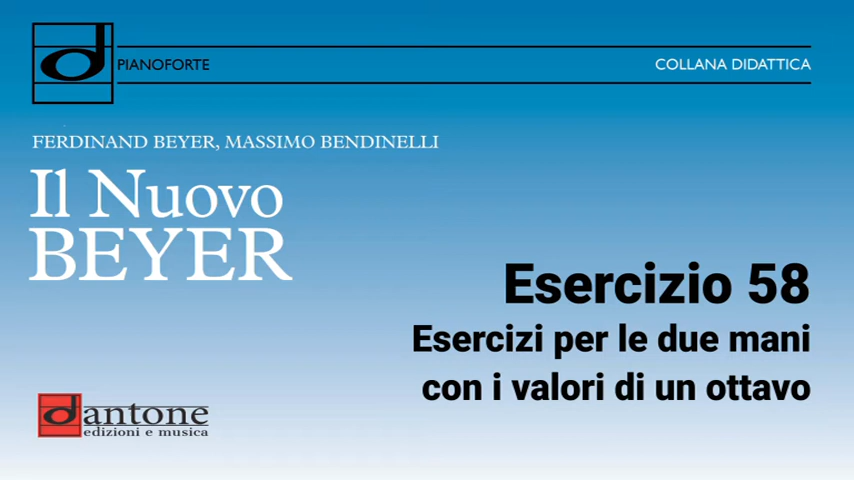 PIANOFORTE
COLLANA DIDATTICA
FERDINAND BEYER, MASSIMO BENDINELLI
Il Nuovo
BEYER
Esercizio 58
Esercizi per le due mani
con i valori di un ottavo
dantone
edizioni e musica